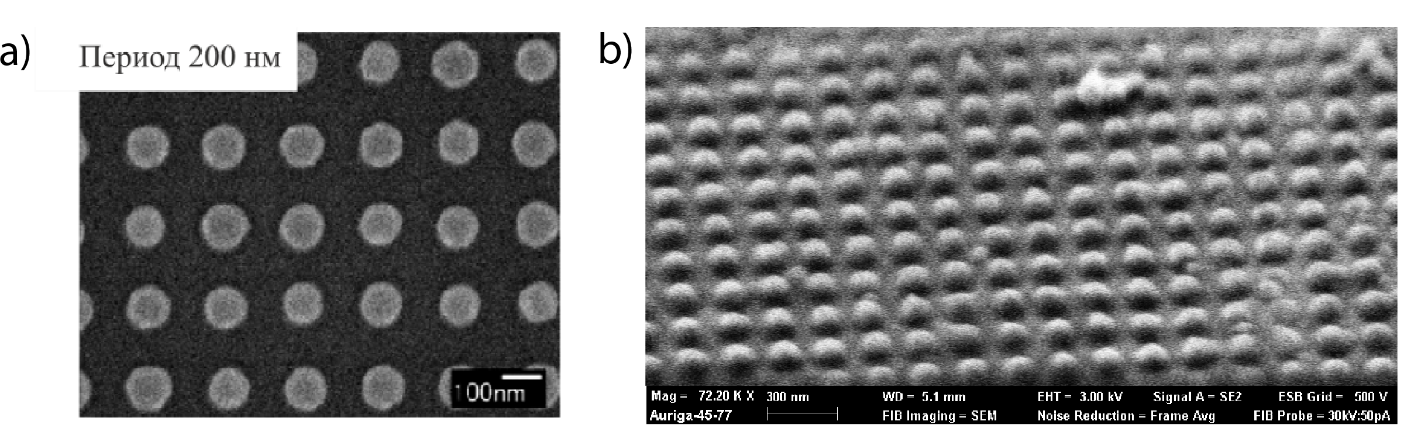 a)
Период 200 нм
100nm
b)
Mag = 72.20 K X 300 nm WD = 5.1 mm EHT = 3.00 kV Signal A = SE2 ESB Grid = 500 V
Auriga-45-77 FIB Imaging = SEM Noise Reduction = Frame Avg FIB Probe = 30kV:50pA